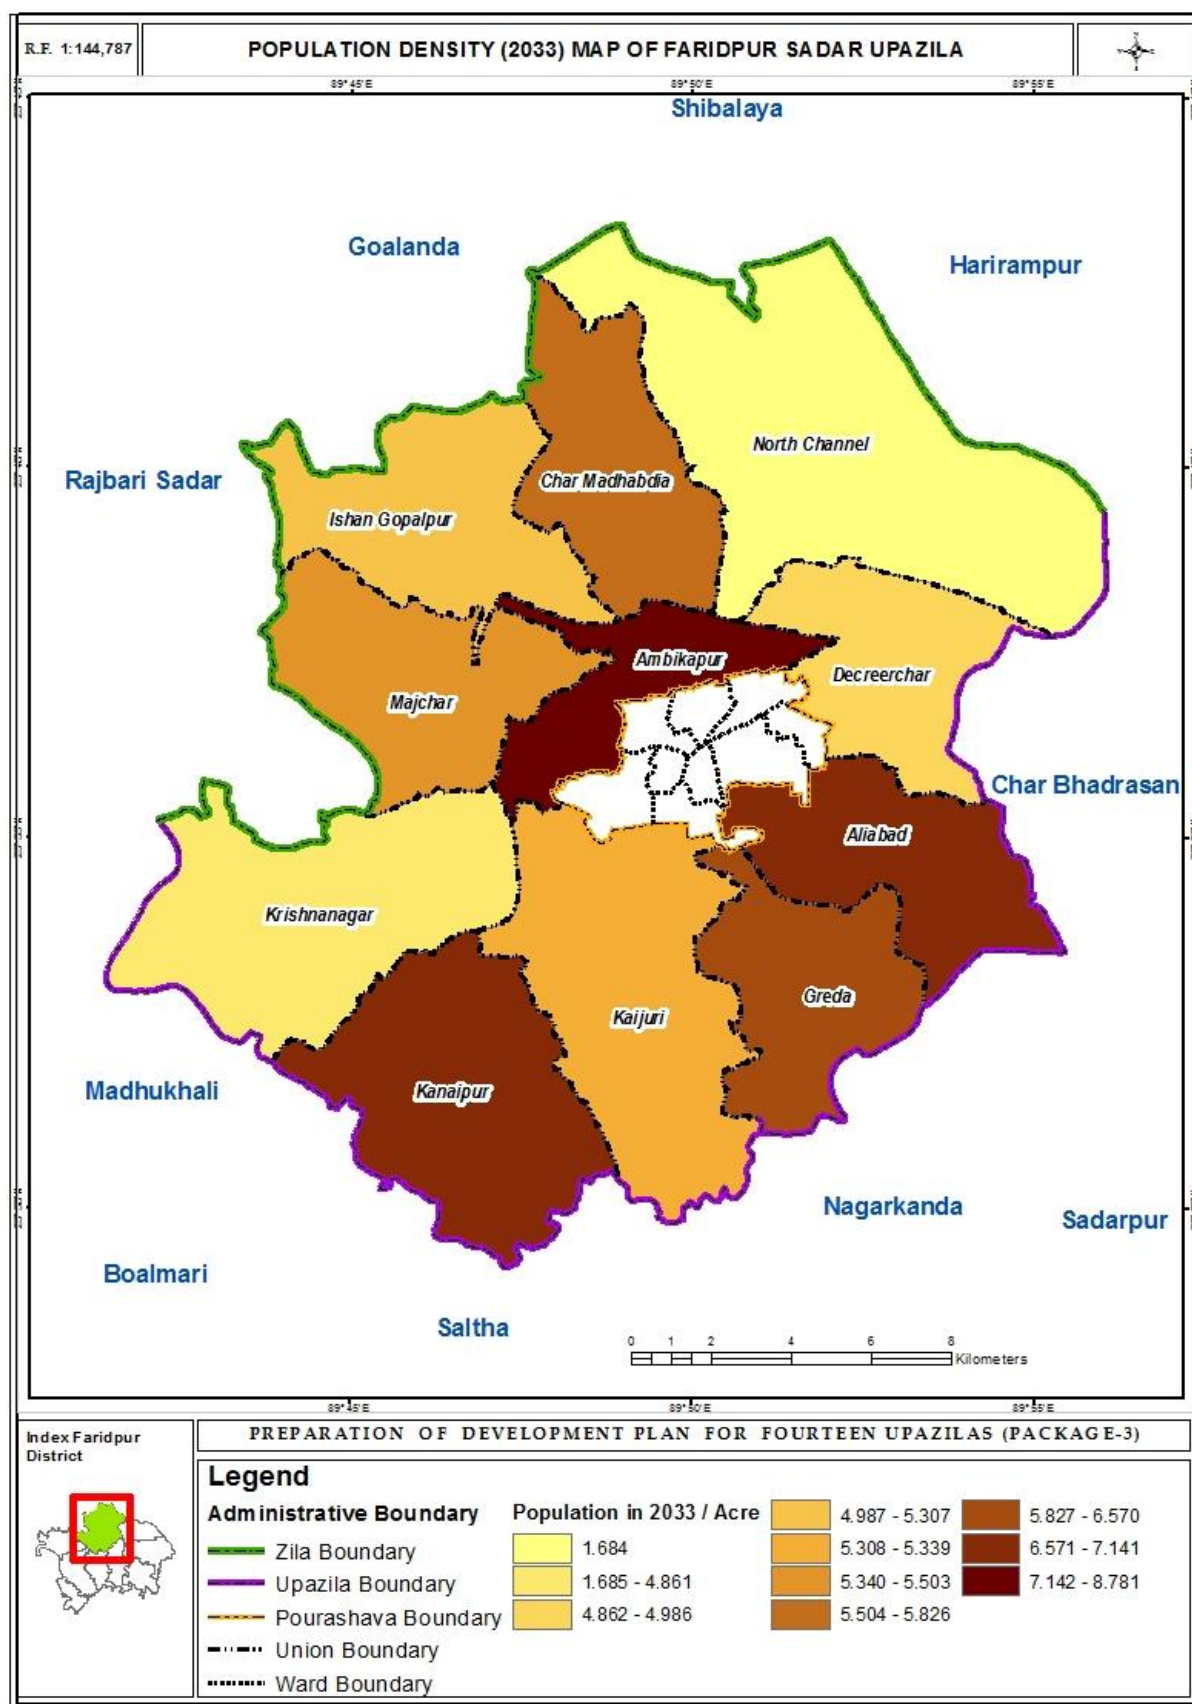 R.F. 1:144,787
POPULATION DENSITY (2033) MAP OF FARIDPUR SADAR UPAZILA
89°45'E 89°50'E 89°55'E
Shibalaya
Goalanda
Harirampur
North Channel
Char Madhabdia
Rajbari Sadar
Ishan Gopalpur
Ambikapur
Decreerchar
Majchar
Char Bhadrasan
Aliabad
Krishnanagar
Greda
Kaijuri
Madhukhali
Kanaipur
Nagarkanda
Sadarpur
Boalmari
Saltha
0 1 2 4 6 8
Kilometers
89°45'E 89°50'E 89°55'E
Index Faridpur
District
PREPARATION OF DEVELOPMENT PLAN FOR FOURTEEN UPAZILAS (PACKAGE-3)
Legend
Administrative Boundary
Zila Boundary
Upazila Boundary
Pourashava Boundary
Union Boundary
Ward Boundary
Population in 2033 / Acre
1.684
1.685 - 4.861
4.862 - 4.986
4.987 - 5.307
5.308 - 5.339
5.340 - 5.503
5.504 - 5.826
5.827 - 6.570
6.571 - 7.141
7.142 - 8.781